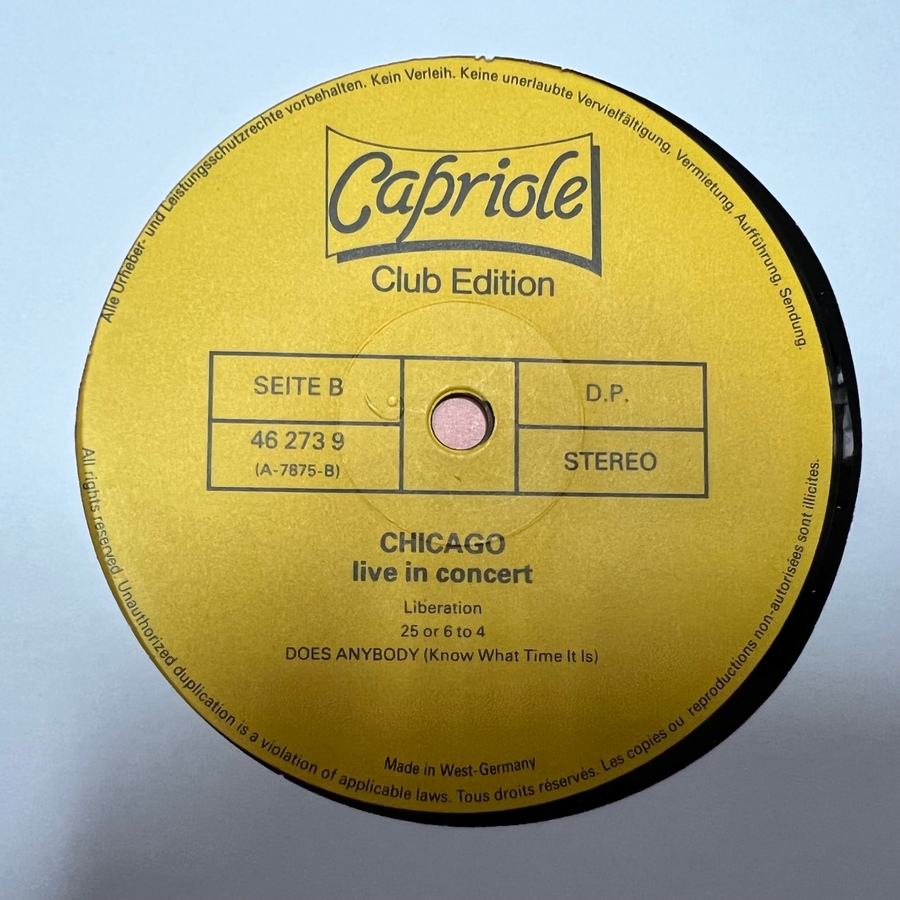 Alle Urheber- und Leistungsschutzrechte vorbehalten. Kein Verleih. Keine unerlaubte Vervielfältigung, Vermietung, Aufführung, Sendung.
Capriole
Club Edition
SEITE B
D.P.
46 273 9
(A-7875-B)
STEREO
CHICAGO
live in concert
Liberation
25 or 6 to 4
DOES ANYBODY (Know What Time It Is)
Made in West-Germany
All rights reserved. Unauthorized duplication is a violation of applicable laws. Tous droits réservés. Les copies ou reproductions non-autorisées sont illicites.